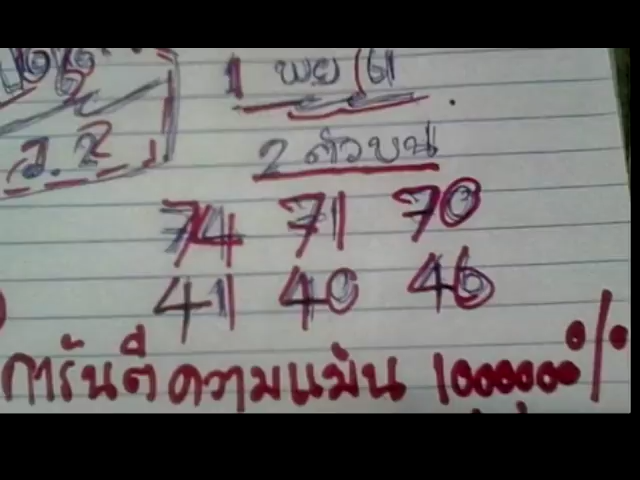 1 พย 61
2 ตัวบน
74 71 70
41 40 46
การันตีความแม่น 1000000%